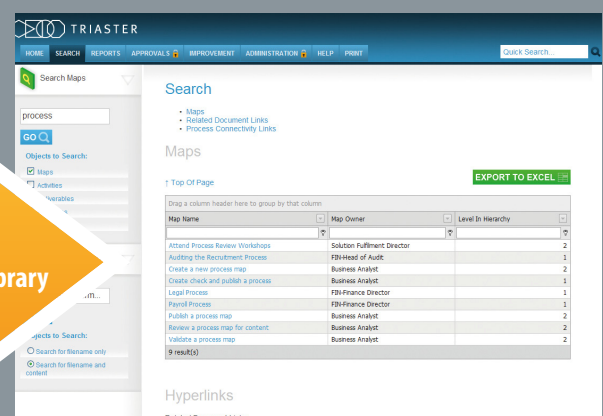 TRIASTER
HOME SEARCH REPORTS APPROVALS IMPROVEMENT ADMINISTRATION HELP PRINT Quick Search...
Search Maps
process
GO
Objects to Search:
Maps
Activities
Search
• Maps
• Related Document Links
• Process Connectivity Links
Maps
↑ Top Of Page
EXPORT TO EXCEL
Drag a column header here to group by that column
Map Name Map Owner Level In Hierarchy
Attend Process Review Workshops Solution Fulfilment Director 2
Auditing the Recruitment Process FIN-Head of Audit 1
Create a new process map Business Analyst 2
Create check and publish a process Business Analyst 1
Legal Process FIN-Finance Director 1
Payroll Process FIN-Finance Director 1
Publish a process map Business Analyst 2
Review a process map for content Business Analyst 2
Validate a process map Business Analyst 2
9 result(s)
Hyperlinks
to Search:
Search for filename only
Search for filename and
content